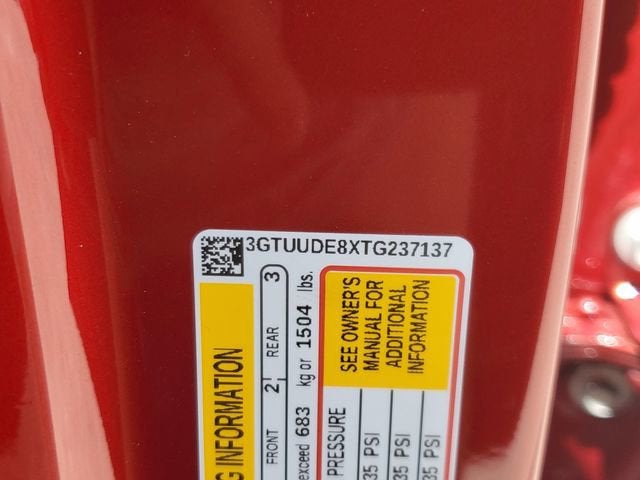 3GTUUDE8XTG237137
G INFORMATION
FRONT 2 REAR 3
exceed 683 kg or 1504 lbs.
SEE OWNER'S
MANUAL FOR
ADDITIONAL
INFORMATION
PRESSURE
35 PSI
35 PSI
35 PSI